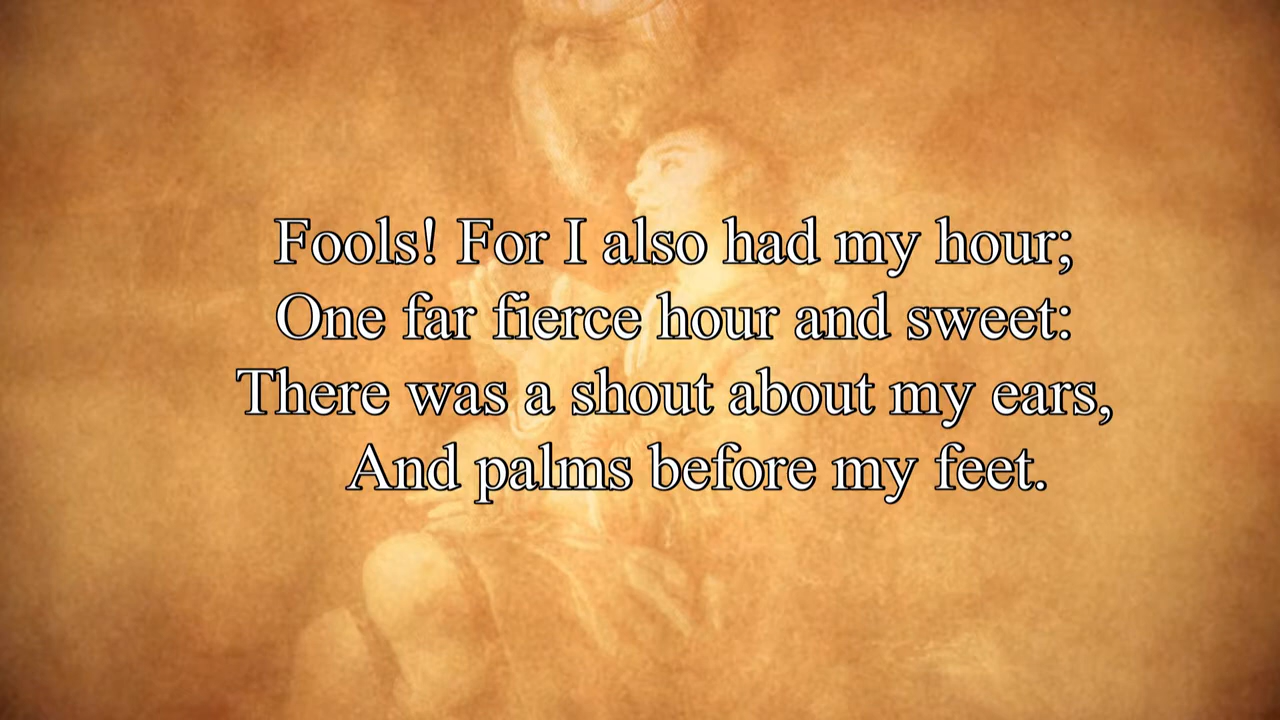 Fools! For I also had my hour;
One far fierce hour and sweet:
There was a shout about my ears,
And palms before my feet.